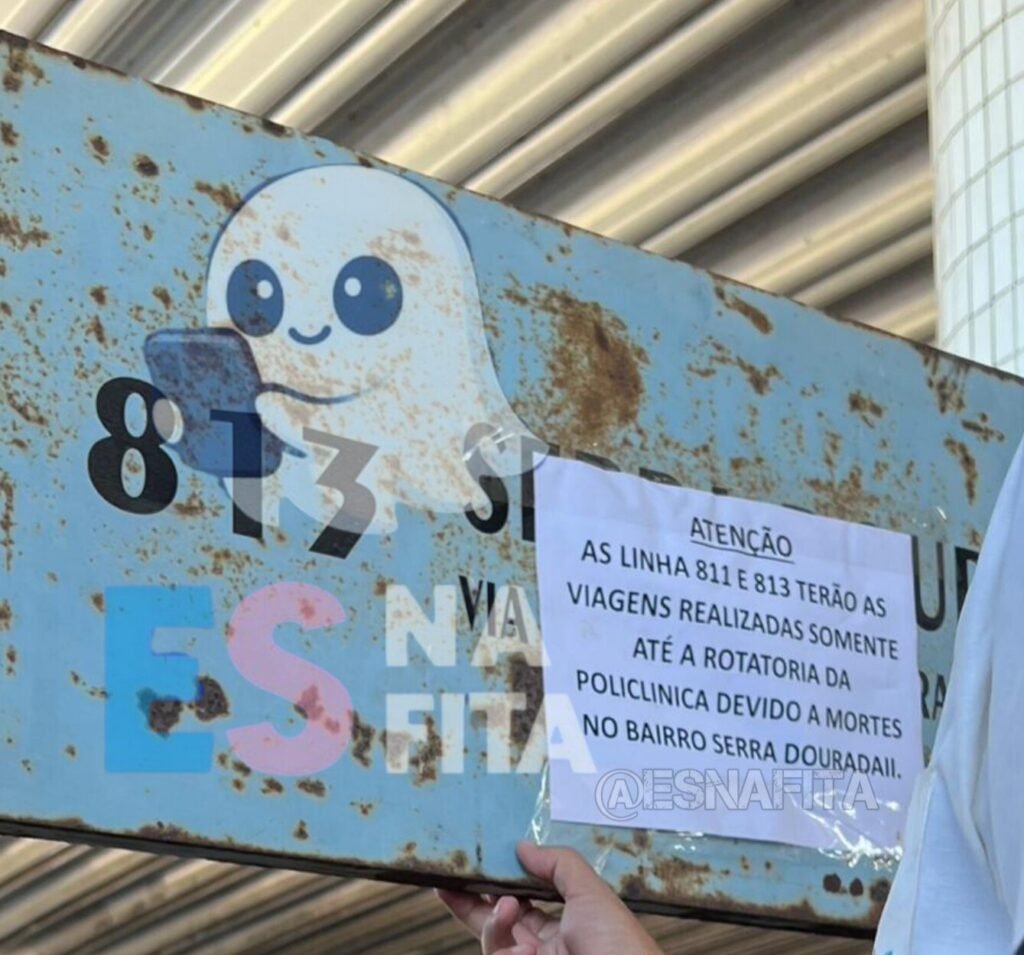 813
VIA
ATENÇÃO
AS LINHA 811 E 813 TERÃO AS
VIAGENS REALIZADAS SOMENTE
ATÉ A ROTATORIA DA
POLICLINICA DEVIDO A MORTES
NO BAIRRO SERRA DOURADAII.
ES NA
FITA
@ESNAFITA